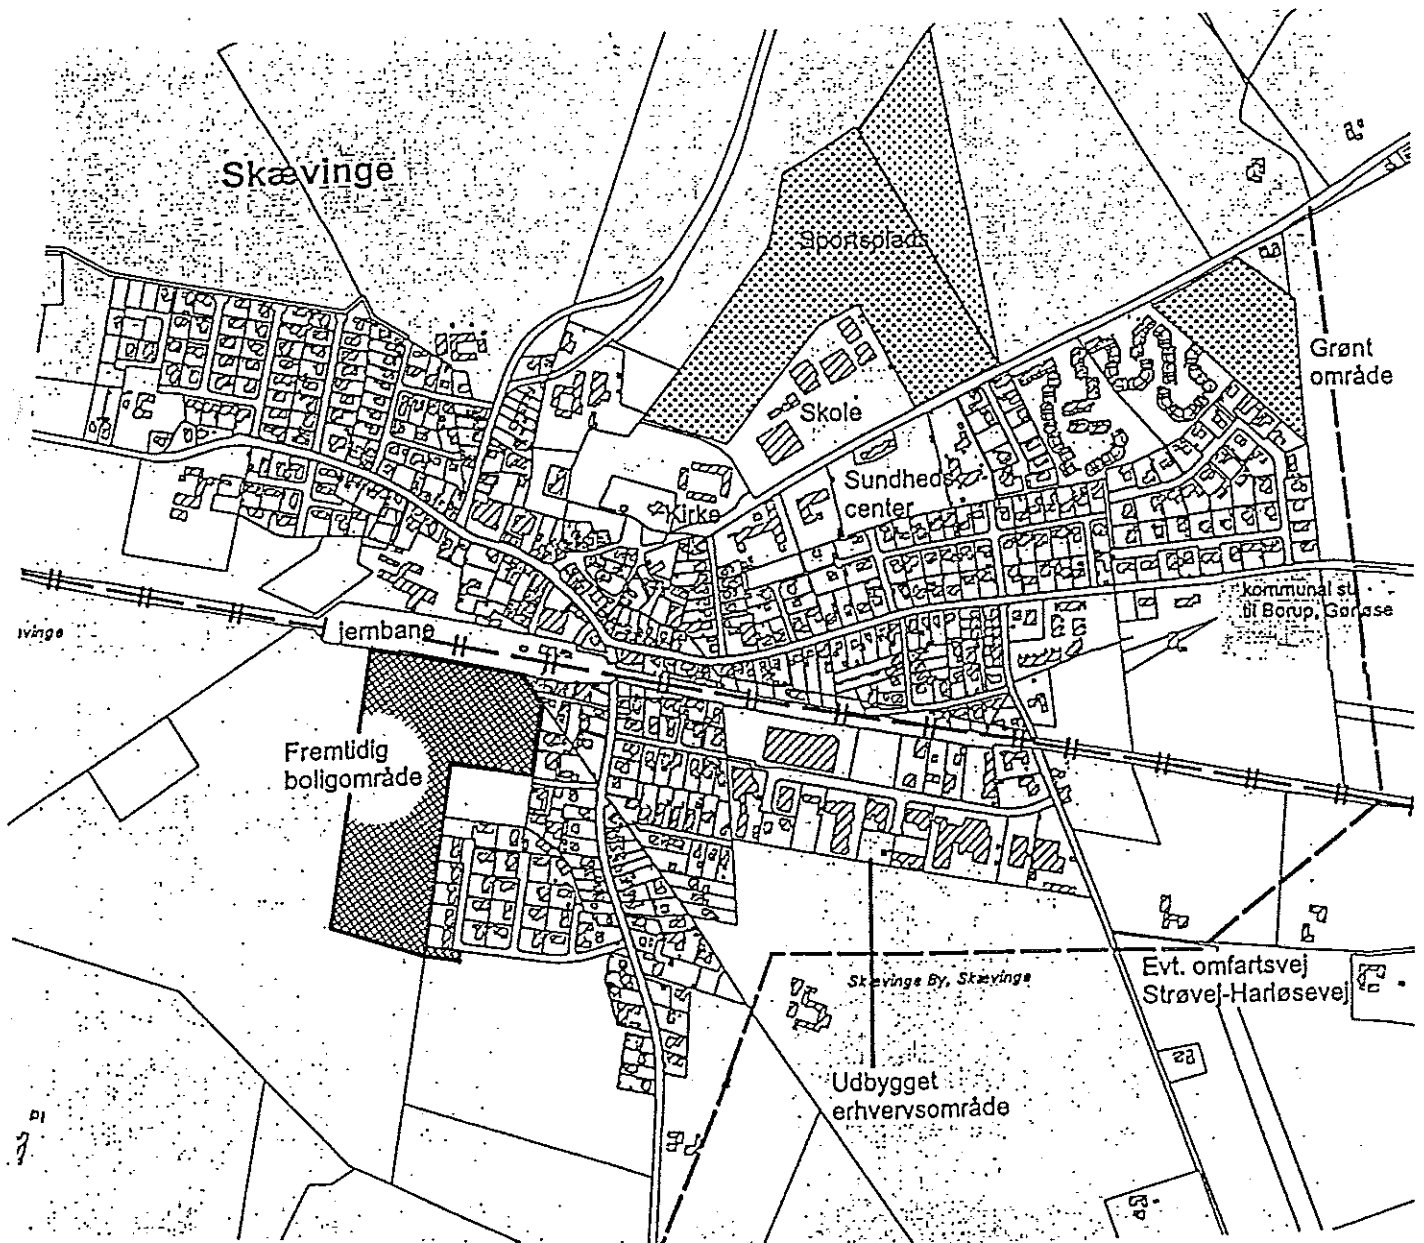 Skævinge
Sportsplads
Grønt
område
Skole
Sundheds
center
Kirke
kommunal sti
til Borup, Gørløse
jernbane
Fremtidig
boligområde
Evt. omfartsvej
Strøvej-Harløsevej
Skævinge By, Skævinge
Udbygget
erhvervsområde